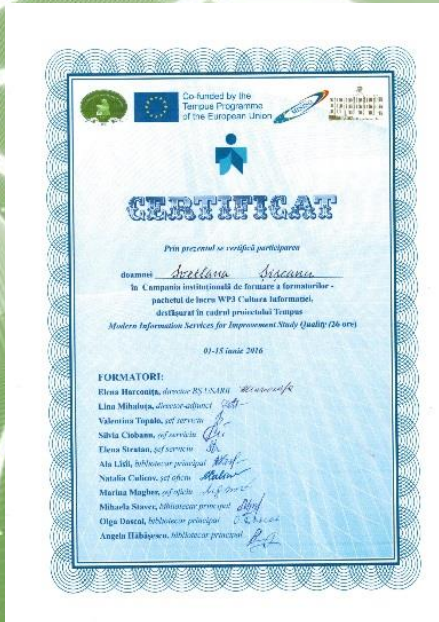 Co-funded by the
Tempus Programme
of the European Union
CERTIFICAT
Prin prezentul se certifică participarea
doamnei Svetlana Șișcanu
în Campania instituțională de formare a formatorilor -
pachetul de lucru WP3 Cultura Informației,
desfășurat în cadrul proiectului Tempus
Modern Information Services for Improvement Study Quality (26 ore)
01-15 iunie 2016
FORMATORI:
Elena Harconița, director BȘ USARB
Lina Mihaluța, director-adjunct
Valentina Topalo, șef serviciu
Silvia Ciobanu, șef serviciu
Elena Stratan, șef serviciu
Ala Lîsîi, bibliotecar principal
Natalia Culicov, șef oficiu
Marina Magher, șef oficiu
Mihaela Staver, bibliotecar principal
Olga Dascal, bibliotecar principal
Angela Hăbășescu, bibliotecar principal